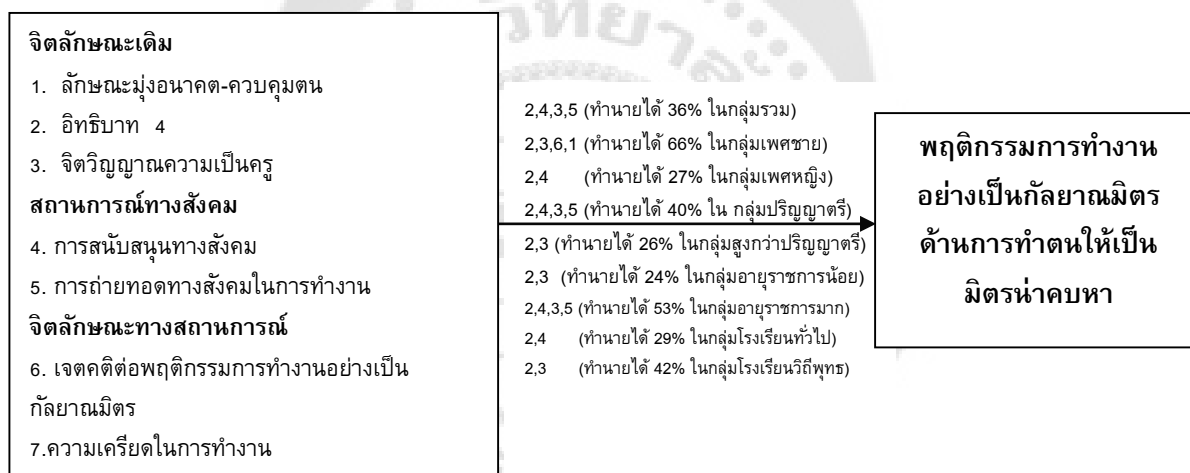 วิทยาลั
จิตลักษณะเดิม
1. ลักษณะมุ่งอนาคต-ควบคุมตน
2. อิทธิบาท 4
3. จิตวิญญาณความเป็นครู
สถานการณ์ทางสังคม
4. การสนับสนุนทางสังคม
5. การถ่ายทอดทางสังคมในการทำงาน
จิตลักษณะทางสถานการณ์
6. เจตคติต่อพฤติกรรมการทำงานอย่างเป็น
กัลยาณมิตร
7.ความเครียดในการทำงาน
2,4,3,5 (ทำนายได้ 36% ในกลุ่มรวม)
2,3,6,1 (ทำนายได้ 66% ในกลุ่มเพศชาย)
2,4 (ทำนายได้ 27% ในกลุ่มเพศหญิง)
2,4,3,5 (ทำนายได้ 40% ใน กลุ่มปริญญาตรี)
2,3 (ทำนายได้ 26% ในกลุ่มสูงกว่าปริญญาตรี)
2,3 (ทำนายได้ 24% ในกลุ่มอายุราชการน้อย)
2,4,3,5 (ทำนายได้ 53% ในกลุ่มอายุราชการมาก)
2,4 (ทำนายได้ 29% ในกลุ่มโรงเรียนทั่วไป)
2,3 (ทำนายได้ 42% ในกลุ่มโรงเรียนวิถีพุทธ)
พฤติกรรมการทำงาน
อย่างเป็นกัลยาณมิตร
ด้านการทำตนให้เป็น
มิตรน่าคบหา